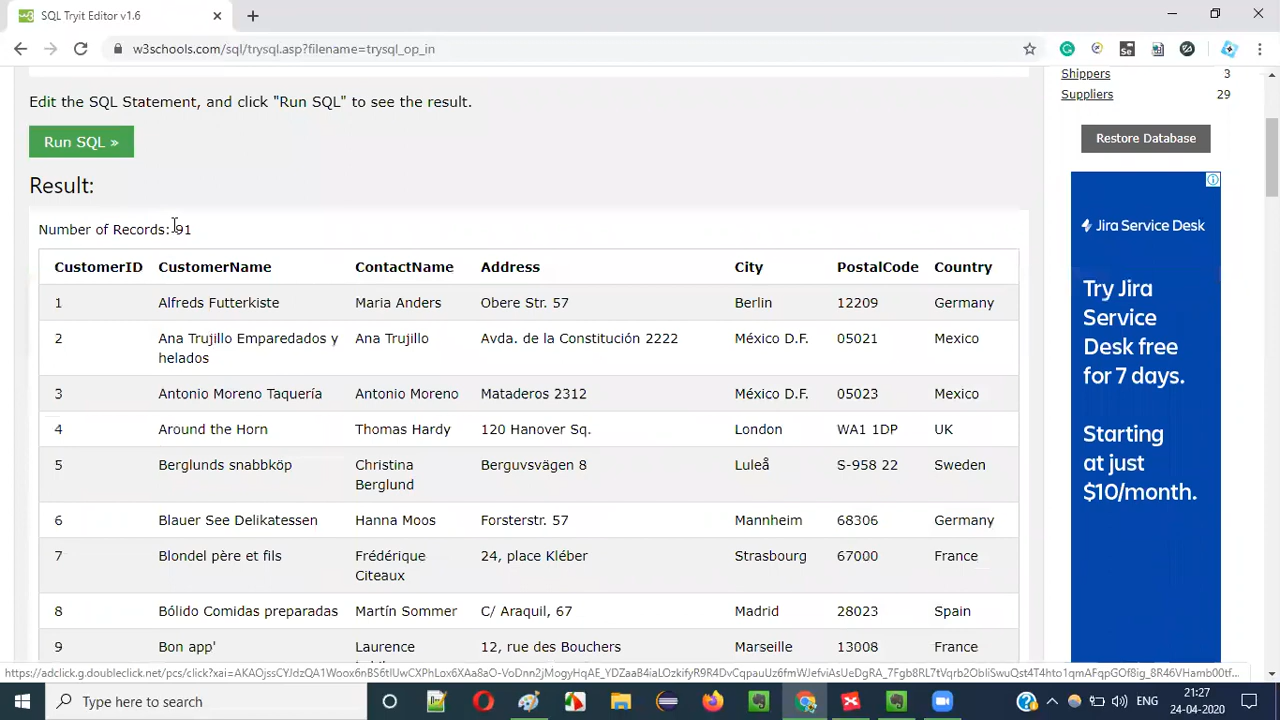 SQL Tryit Editor v1.6
w3schools.com/sql/trysql.asp?filename=trysql_op_in
Edit the SQL Statement, and click "Run SQL" to see the result.
Run SQL »
Result:
Number of Records: 91
CustomerID CustomerName ContactName Address City PostalCode Country
1 Alfreds Futterkiste Maria Anders Obere Str. 57 Berlin 12209 Germany
2 Ana Trujillo Emparedados y helados Ana Trujillo Avda. de la Constitución 2222 México D.F. 05021 Mexico
3 Antonio Moreno Taquería Antonio Moreno Mataderos 2312 México D.F. 05023 Mexico
4 Around the Horn Thomas Hardy 120 Hanover Sq. London WA1 1DP UK
5 Berglunds snabbköp Christina Berglund Berguvsvägen 8 Luleå S-958 22 Sweden
6 Blauer See Delikatessen Hanna Moos Forsterstr. 57 Mannheim 68306 Germany
7 Blondel père et fils Frédérique Citeaux 24, place Kléber Strasbourg 67000 France
8 Bólido Comidas preparadas Martín Sommer C/ Araquil, 67 Madrid 28023 Spain
9 Bon app' Laurence 12, rue des Bouchers Marseille 13008 France
Shippers 3
Suppliers 29
Restore Database
Jira Service Desk
Try Jira
Service
Desk free
for 7 days.
Starting
at just
$10/month.
Type here to search
ENG
21:27
24-04-2020